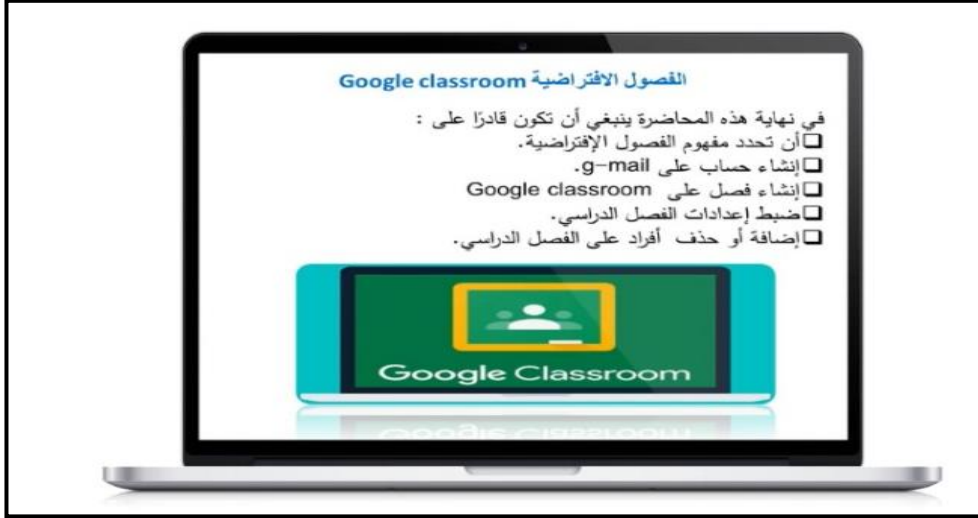 الفصول الافتراضية Google classroom
في نهاية هذه المحاضرة ينبغي أن تكون قادرًا على :
❑أن تحدد مفهوم الفصول الإفتراضية.
❑إنشاء حساب على g-mail.
❑إنشاء فصل على Google classroom
❑ضبط إعدادات الفصل الدراسي.
❑إضافة أو حذف أفراد على الفصل الدراسي.
Google Classroom